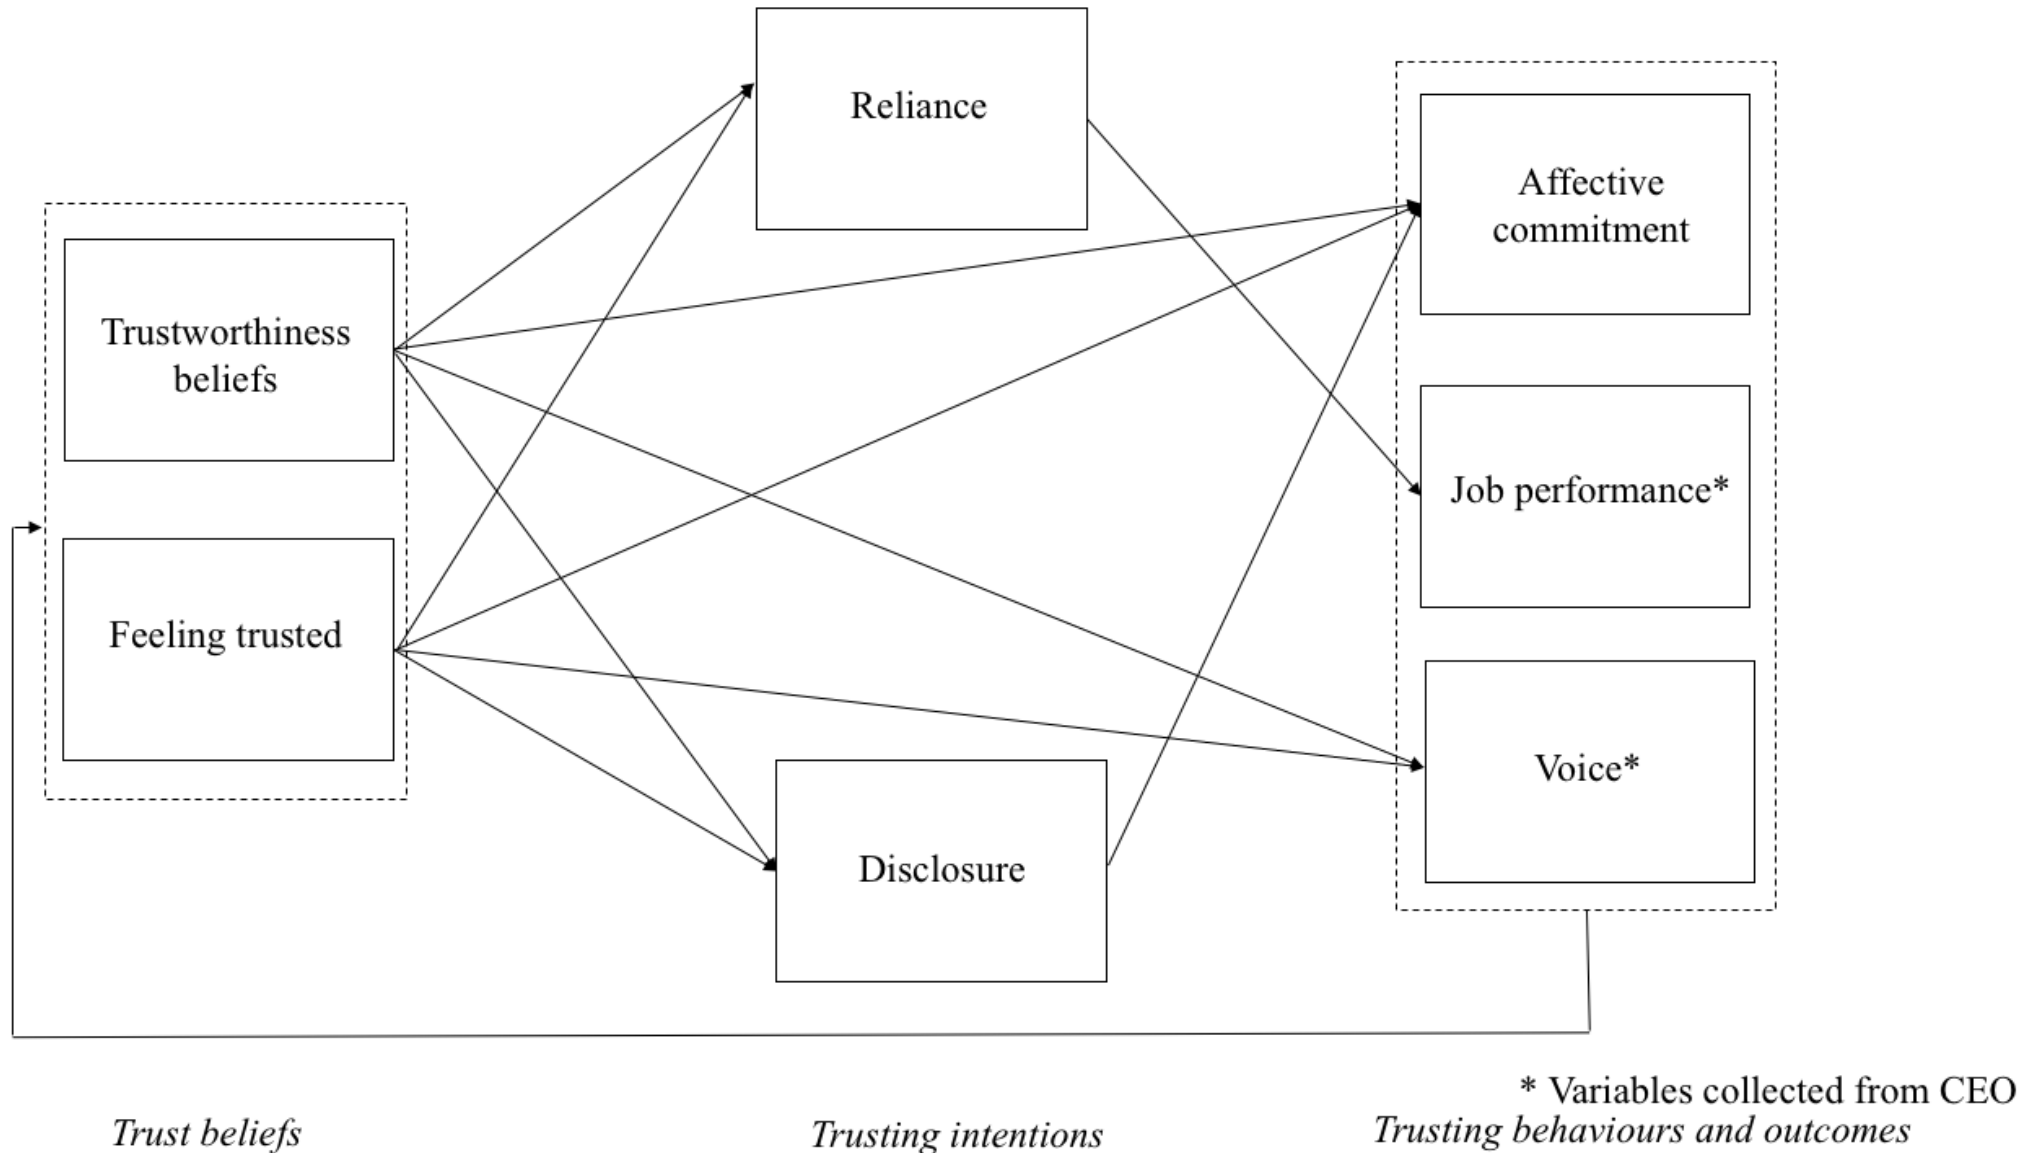 Reliance
Affective
commitment
Trustworthiness
beliefs
Job performance*
Feeling trusted
Voice*
Disclosure
* Variables collected from CEO
Trust beliefs
Trusting intentions
Trusting behaviours and outcomes